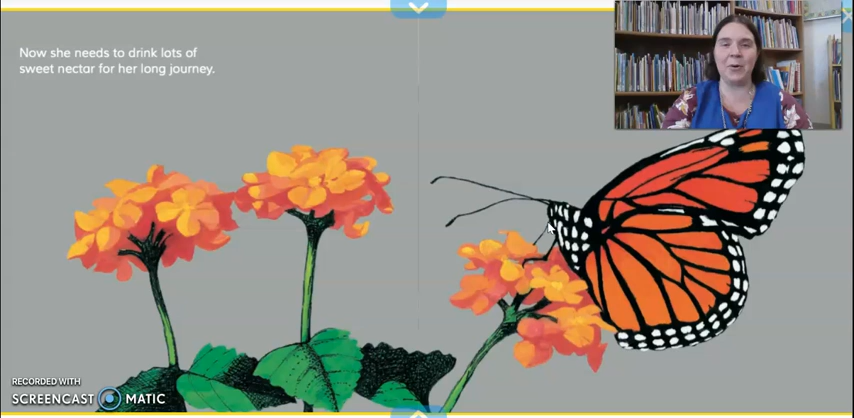 Now she needs to drink lots of
sweet nectar for her long journey.
RECORDED WITH
SCREENCAST MATIC